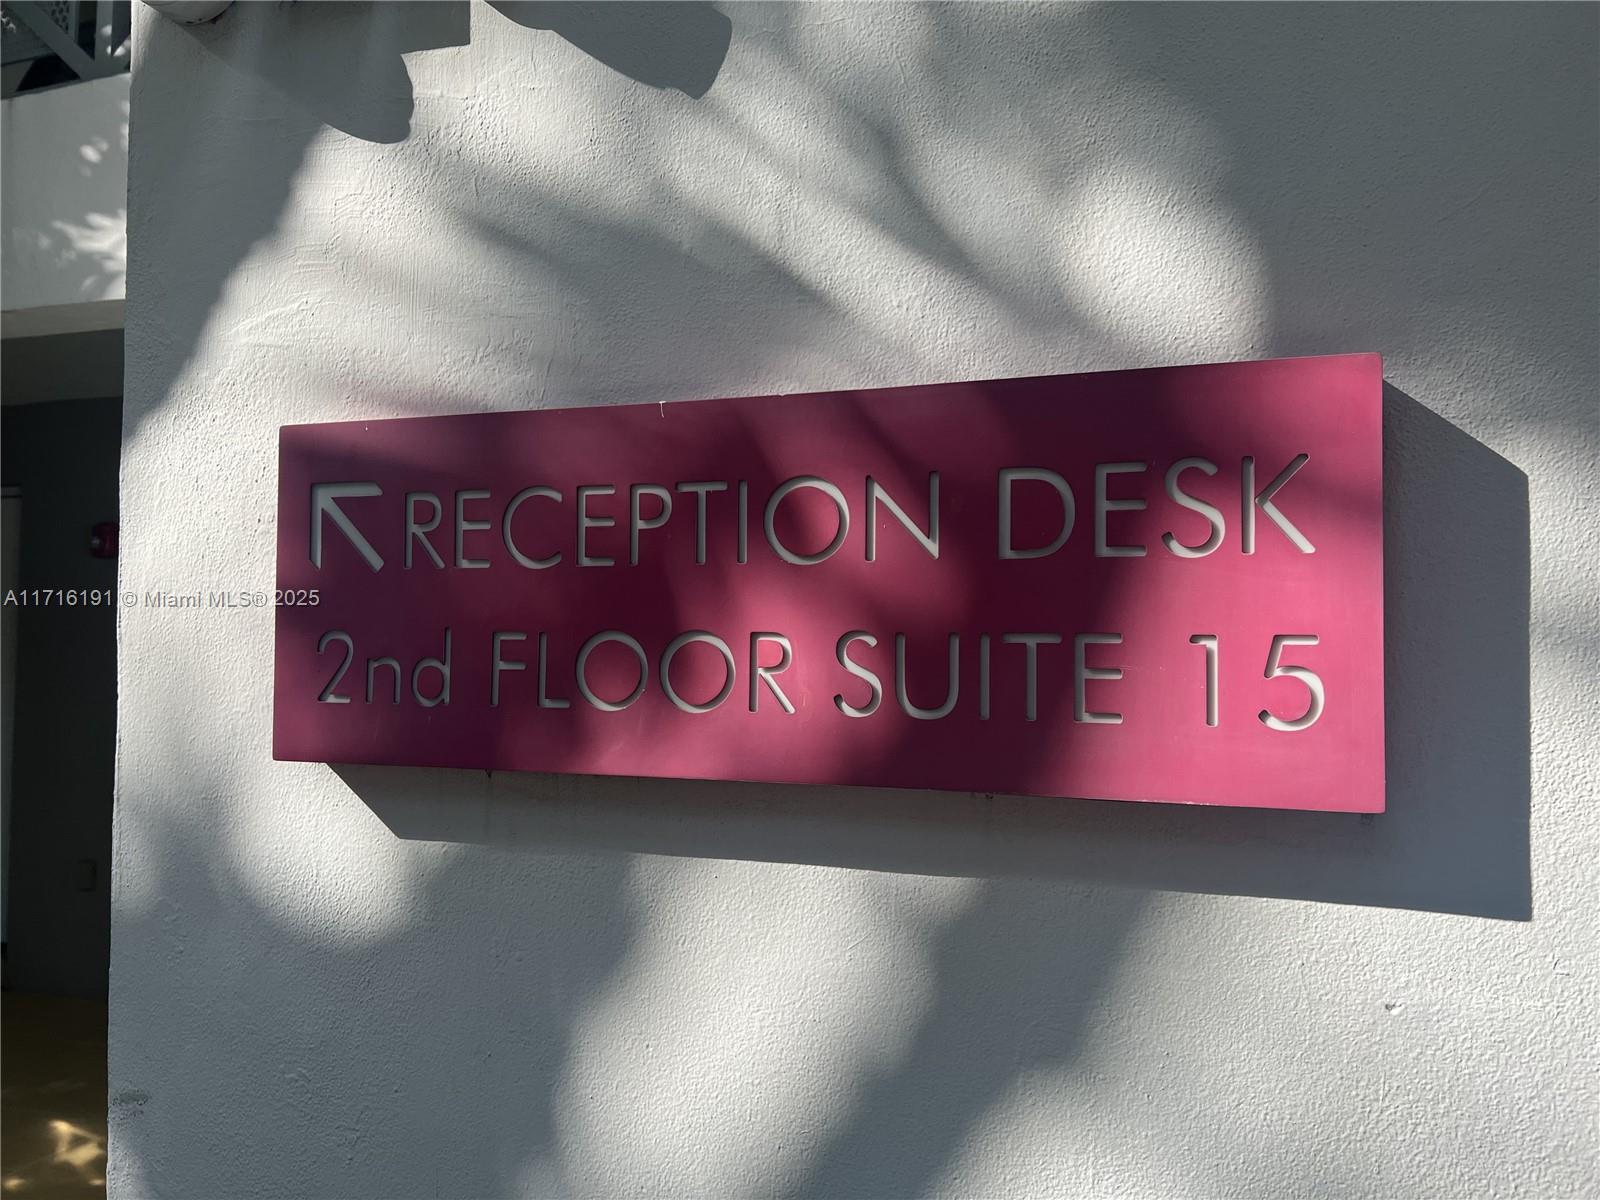 RECEPTION DESK
2nd FLOOR SUITE 15
A11716191 © Miami MLS® 2025